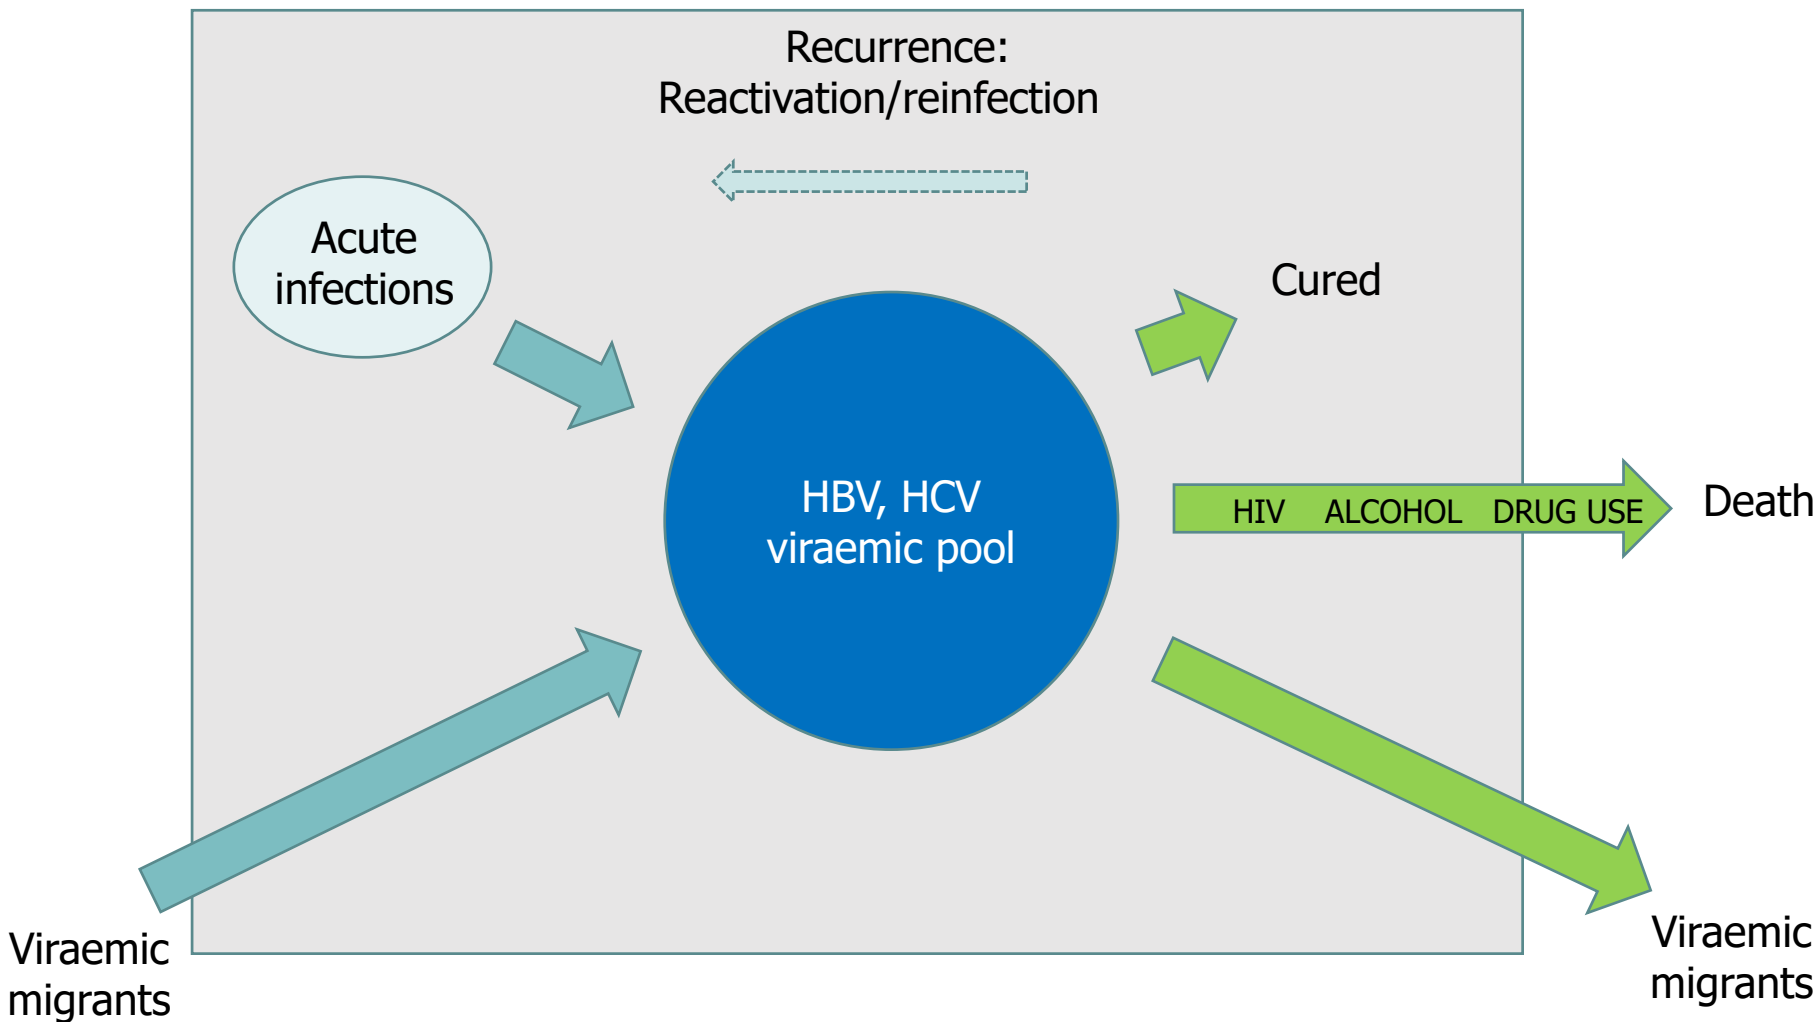 Recurrence:
Reactivation/reinfection
Acute
infections
Cured
HBV, HCV
viraemic pool
HIV ALCOHOL DRUG USE
Death
Viraemic
migrants
Viraemic
migrants